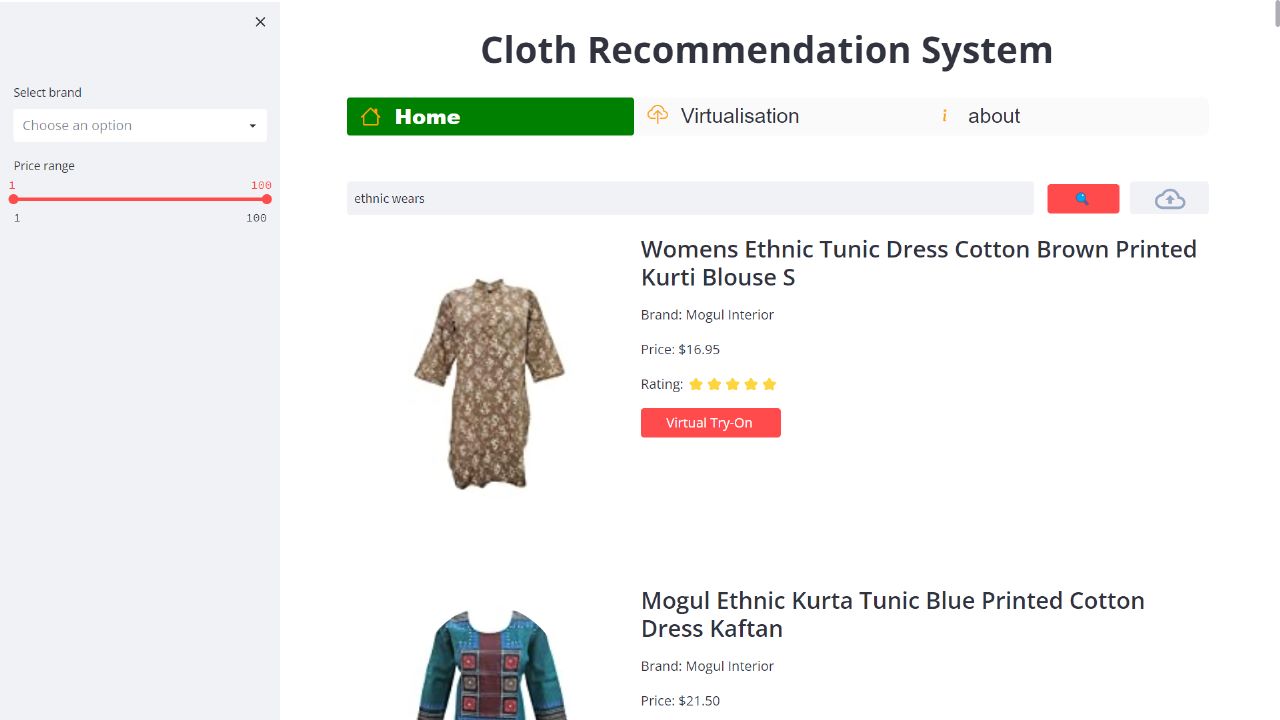 Select brand
Choose an option
Price range
1 100
1 100
Cloth Recommendation System
Home
Virtualisation
about
ethnic wears
Womens Ethnic Tunic Dress Cotton Brown Printed
Kurti Blouse S
Brand: Mogul Interior
Price: $16.95
Rating:
Virtual Try-On
Mogul Ethnic Kurta Tunic Blue Printed Cotton
Dress Kaftan
Brand: Mogul Interior
Price: $21.50